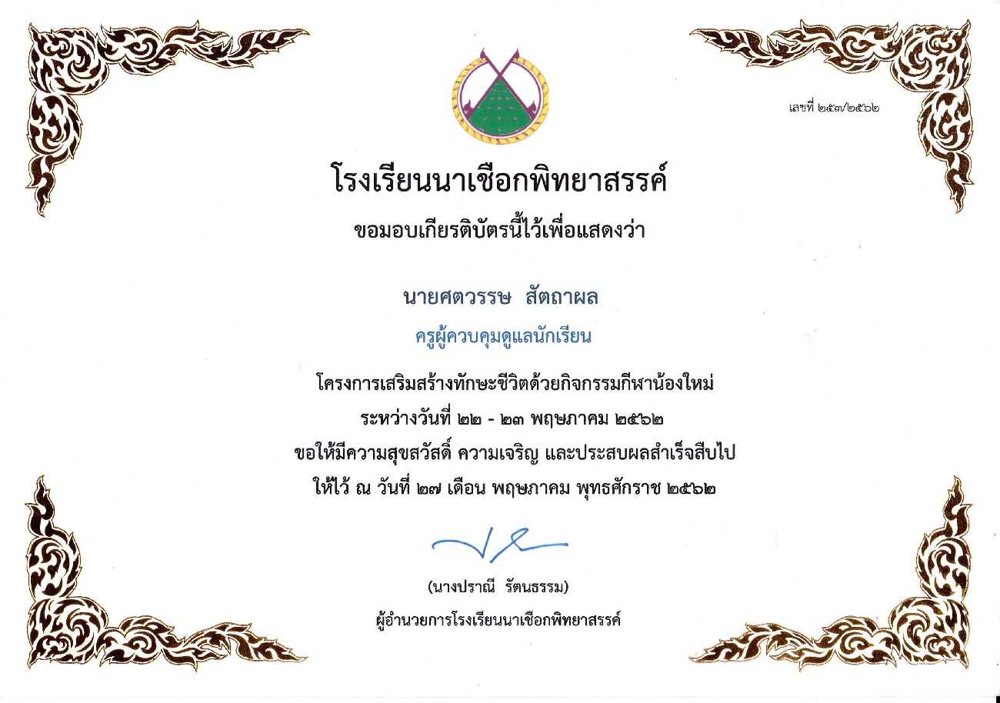 เลขที่ ๒๕๓/๒๕๖๒
โรงเรียนนาเชือกพิทยาสรรค์
ขอมอบเกียรติบัตรนี้ไว้เพื่อแสดงว่า
นายศตวรรษ สัตถาผล
ครูผู้ควบคุมดูแลนักเรียน
โครงการเสริมสร้างทักษะชีวิตด้วยกิจกรรมกีฬาน้องใหม่
ระหว่างวันที่ ๒๒ - ๒๓ พฤษภาคม ๒๕๖๒
ขอให้มีความสุขสวัสดิ์ ความเจริญ และประสบผลสำเร็จสืบไป
ให้ไว้ ณ วันที่ ๒๗ เดือน พฤษภาคม พุทธศักราช ๒๕๖๒
(นางปราณี รัตนธรรม)
ผู้อำนวยการโรงเรียนนาเชือกพิทยาสรรค์